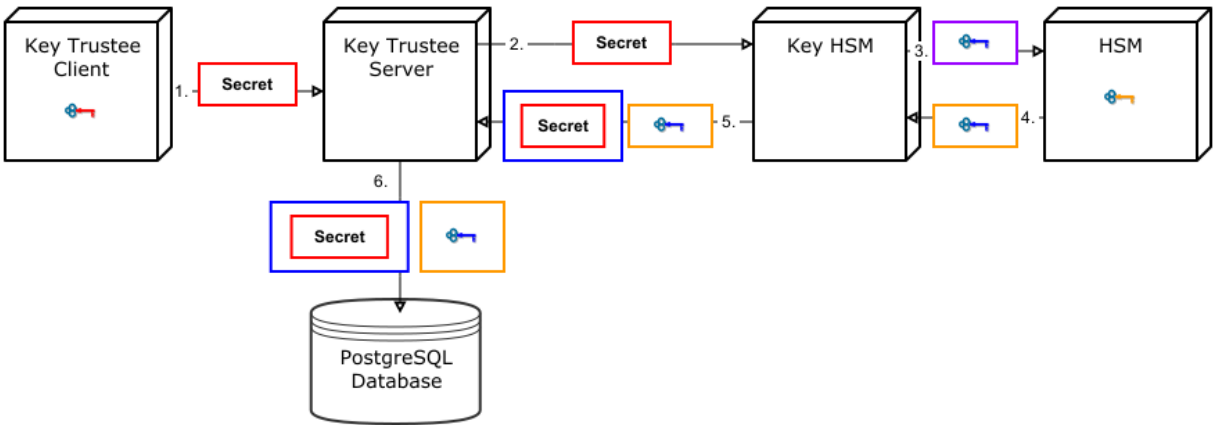 Key Trustee
Client
1.
Secret
Key Trustee
Server
2.
Secret
Key HSM
3.
HSM
4.
5.
Secret
6.
Secret
PostgreSQL
Database